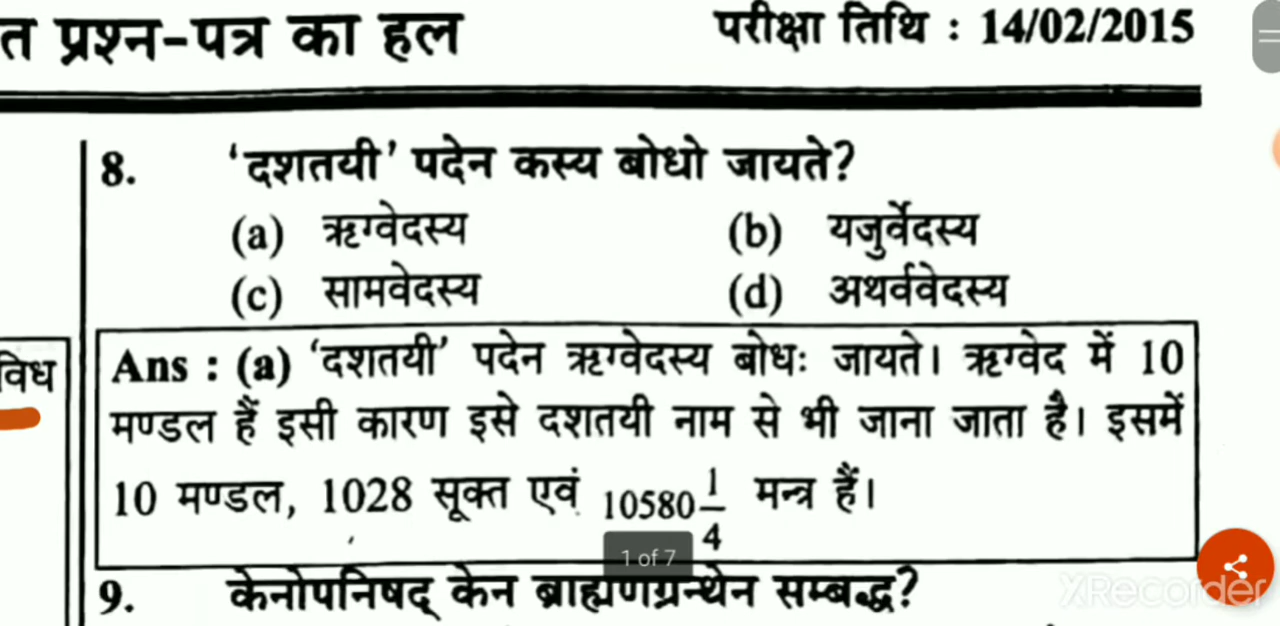 त प्रश्न-पत्र का हल
परीक्षा तिथि : 14/02/2015
विध
8. ‘दशतयी’ पदेन कस्य बोधो जायते?
(a) ऋग्वेदस्य (b) यजुर्वेदस्य
(c) सामवेदस्य (d) अथर्ववेदस्य
Ans : (a) ‘दशतयी’ पदेन ऋग्वेदस्य बोधः जायते। ऋग्वेद में 10
मण्डल हैं इसी कारण इसे दशतयी नाम से भी जाना जाता है। इसमें
10 मण्डल, 1028 सूक्त एवं 10580 1/4 मन्त्र हैं।
1 of 7
9. केनोपनिषद् केन ब्राह्मणग्रन्थेन सम्बद्ध?
XRecorder